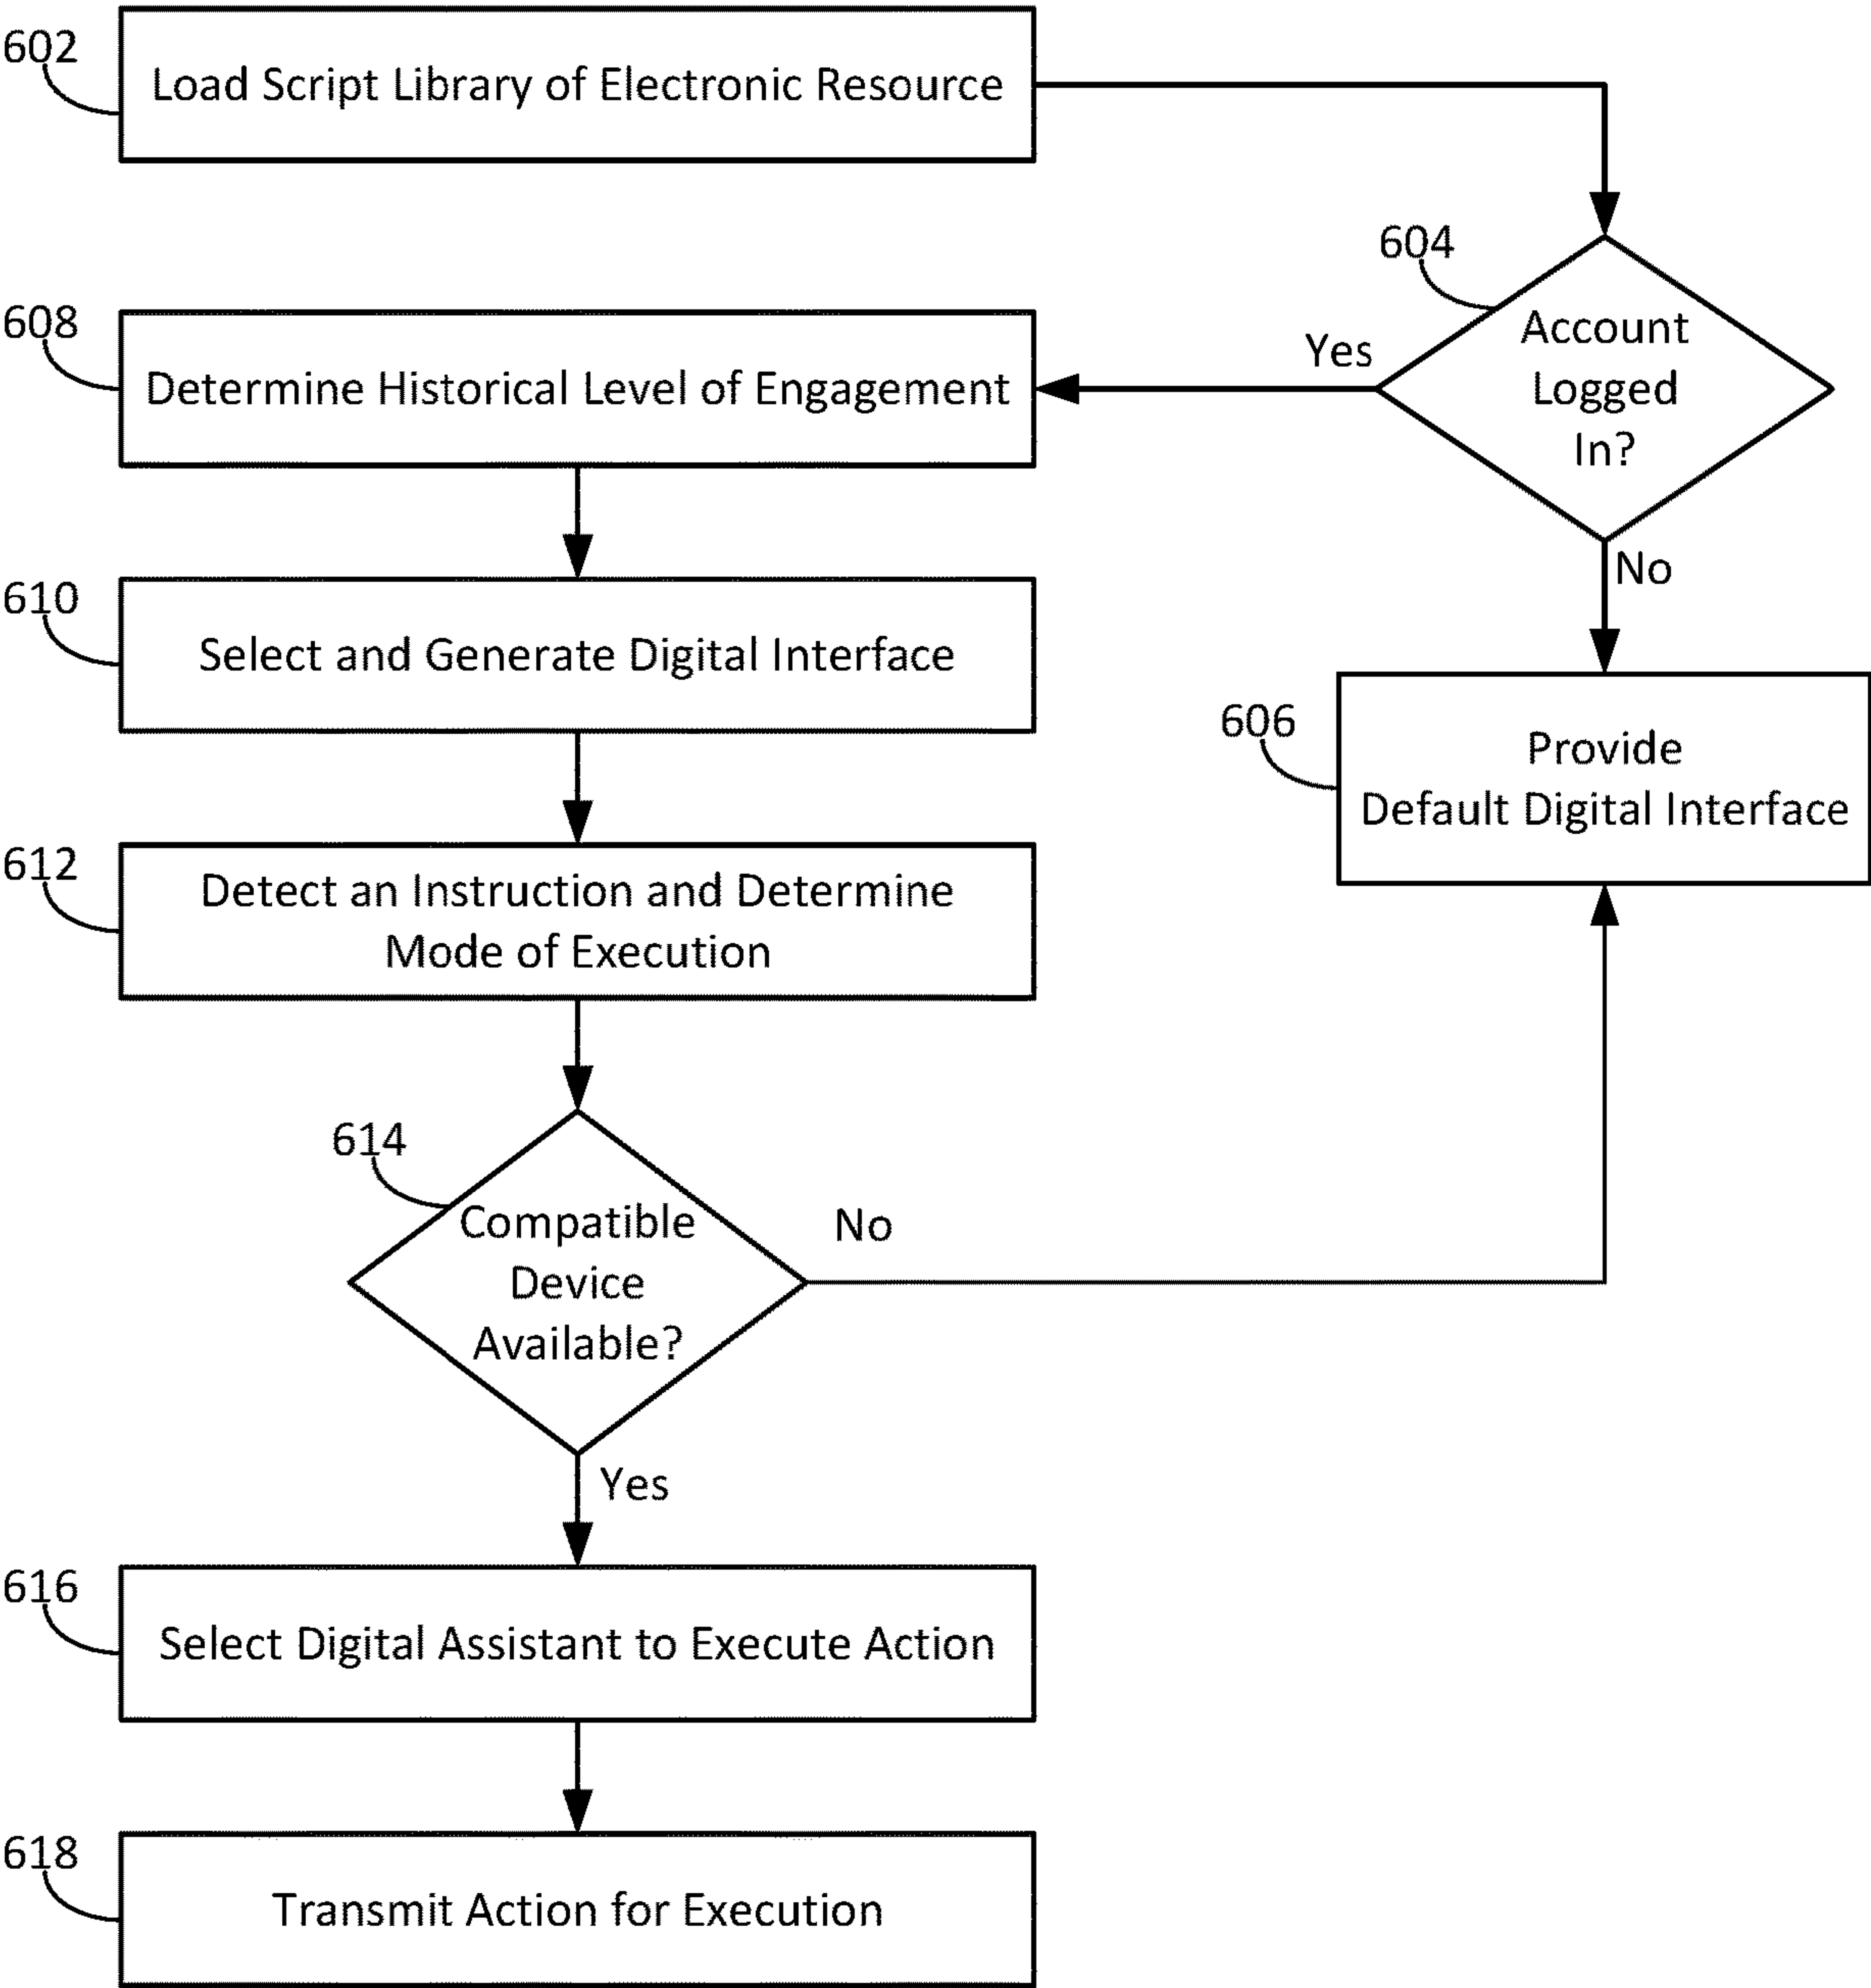 602
Load Script Library of Electronic Resource
604
Account
Logged
In?
Yes
No
608
Determine Historical Level of Engagement
610
Select and Generate Digital Interface
606
Provide
Default Digital Interface
612
Detect an Instruction and Determine
Mode of Execution
614
Compatible
Device
Available?
No
Yes
616
Select Digital Assistant to Execute Action
618
Transmit Action for Execution